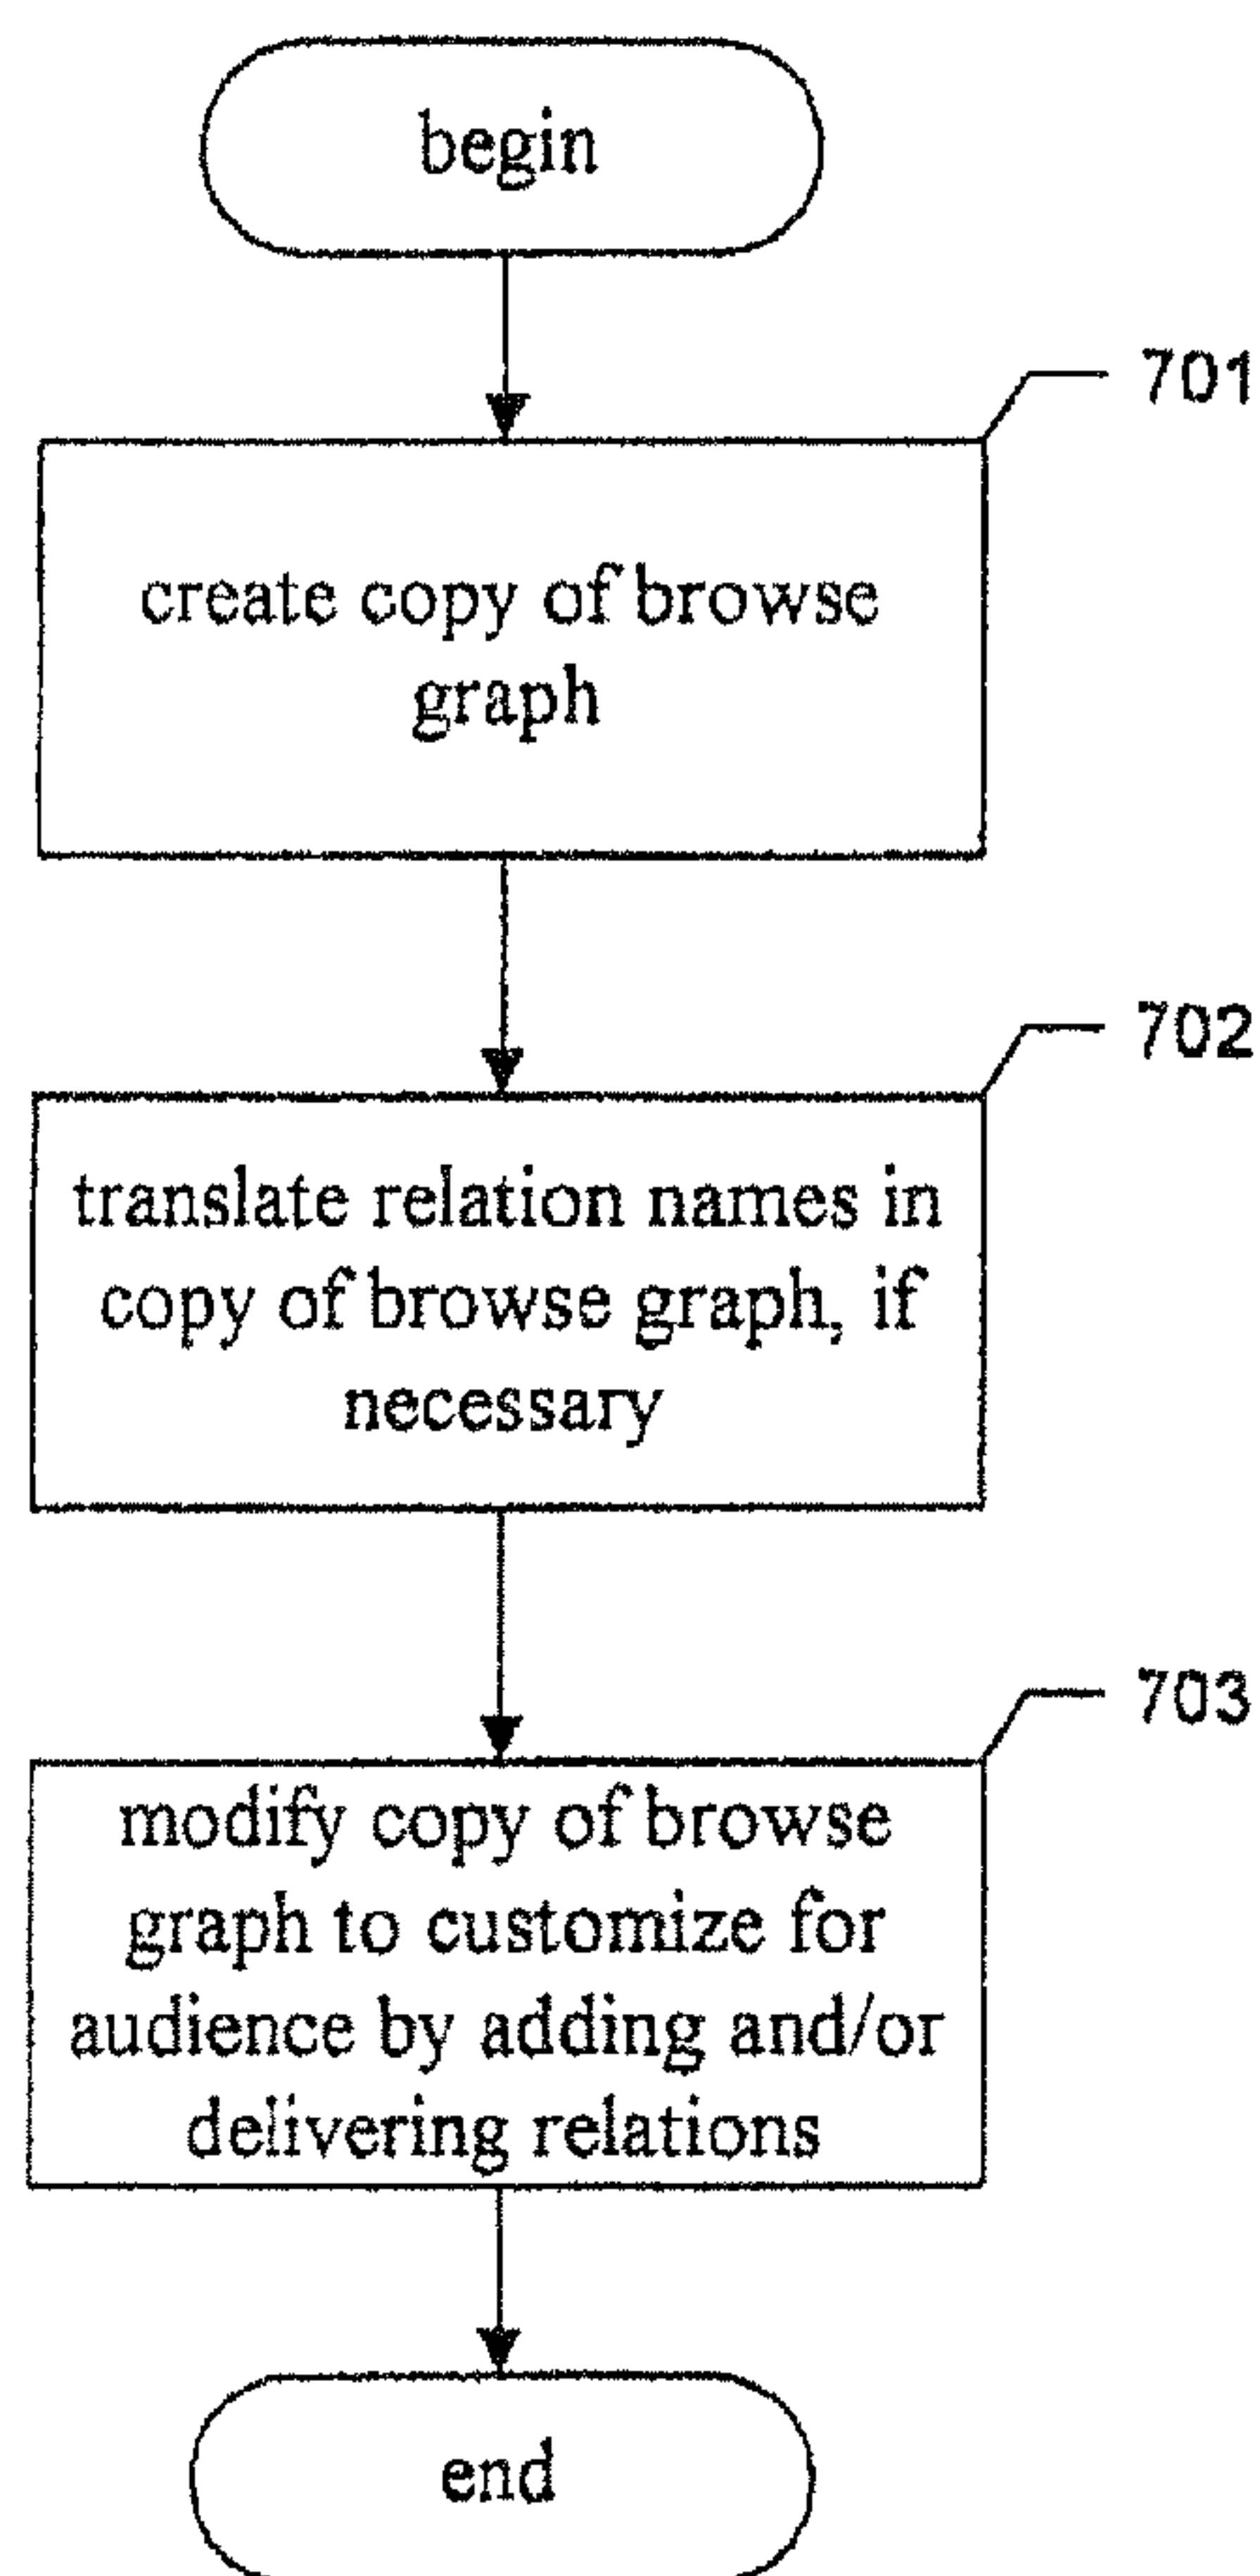 begin
701
create copy of browse
graph
702
translate relation names in
copy of browse graph, if
necessary
703
modify copy of browse
graph to customize for
audience by adding and/or
delivering relations
end